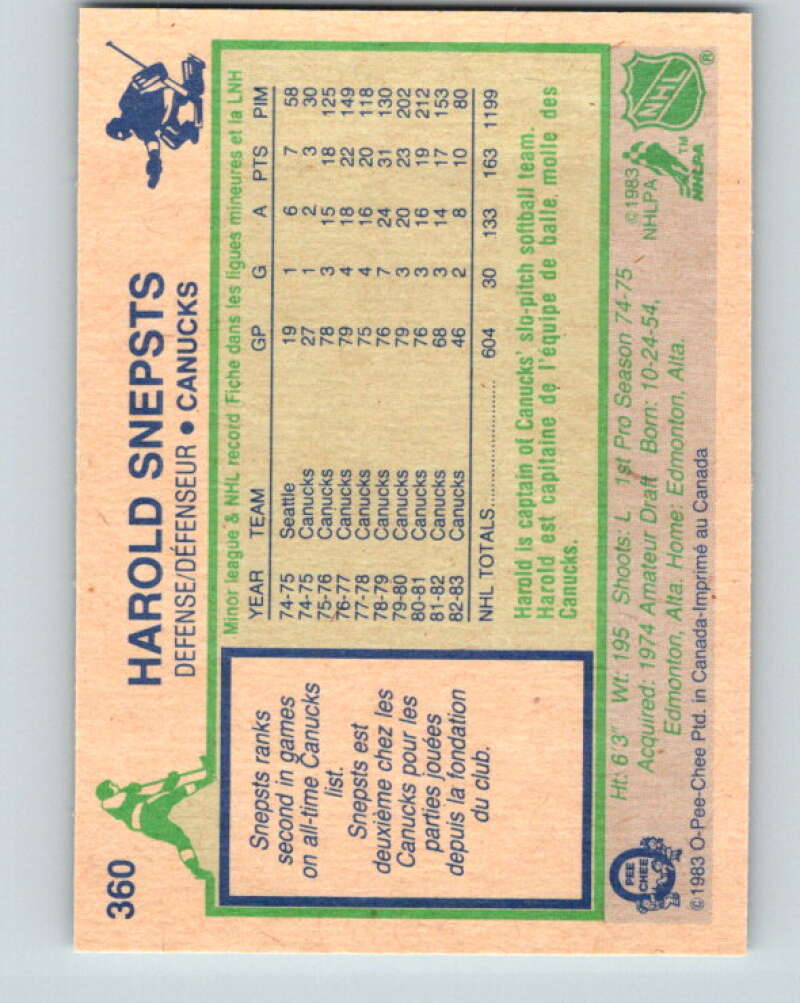 360
HAROLD SNEPSTS
DEFENSE/DÉFENSEUR • CANUCKS
Snepsts ranks
second in games
on all-time Canucks
list.
Snepsts est
deuxième chez les
Canucks pour les
parties jouées
depuis la fondation
du club.
Minor league & NHL record Fiche dans les ligues mineures et la LNH
YEAR TEAM GP G A PTS PIM
74-75 Seattle 19 1 6 7 58
74-75 Canucks 27 1 2 3 30
75-76 Canucks 78 3 15 18 125
76-77 Canucks 79 4 18 22 149
77-78 Canucks 75 4 16 20 118
78-79 Canucks 76 7 24 31 130
79-80 Canucks 79 3 20 23 202
80-81 Canucks 76 3 16 19 212
81-82 Canucks 68 3 14 17 153
82-83 Canucks 46 2 8 10 80
NHL TOTALS.................. 604 30 133 163 1199
Harold is captain of Canucks' slo-pitch softball team.
Harold est capitaine de l'équipe de balle molle des
Canucks.
Ht: 6'3" Wt: 195 Shoots: L 1st Pro Season 74-75
Acquired: 1974 Amateur Draft Born: 10-24-54,
Edmonton, Alta. Home: Edmonton, Alta.
©1983
NHLPA
NHL ®
NHLPA ™
O PEE CHEE
©1983 O-Pee-Chee Ptd. in Canada-Imprimé au Canada